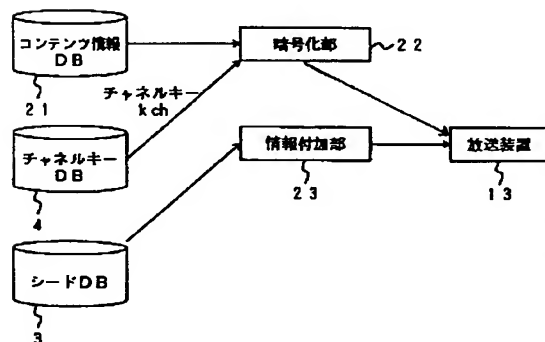 コンテンツ情報
DB
21
チャネルキー
kch
暗号化部
22
チャネルキー
DB
4
情報付加部
23
放送装置
13
シードDB
3